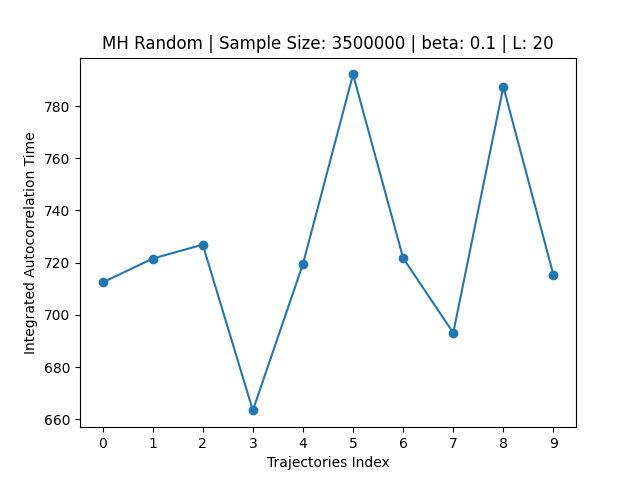 MH Random | Sample Size: 3500000 | beta: 0.1 | L: 20
Integrated Autocorrelation Time
780
760
740
720
700
680
660
0 1 2 3 4 5 6 7 8 9
Trajectories Index